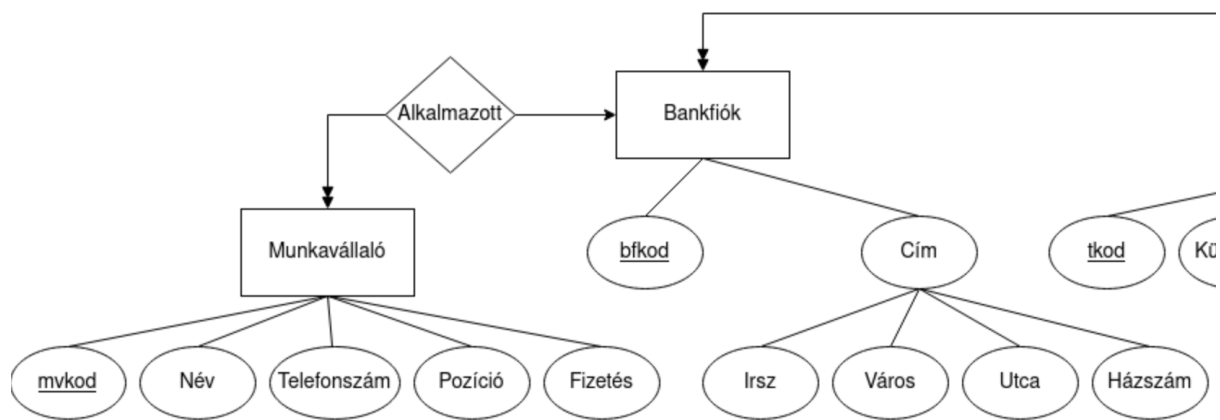 Alkalmazott
Bankfiók
Munkavállaló
bfkod
Cím
tkod
mvkod
Név
Telefonszám
Pozíció
Fizetés
Irsz
Város
Utca
Házszám